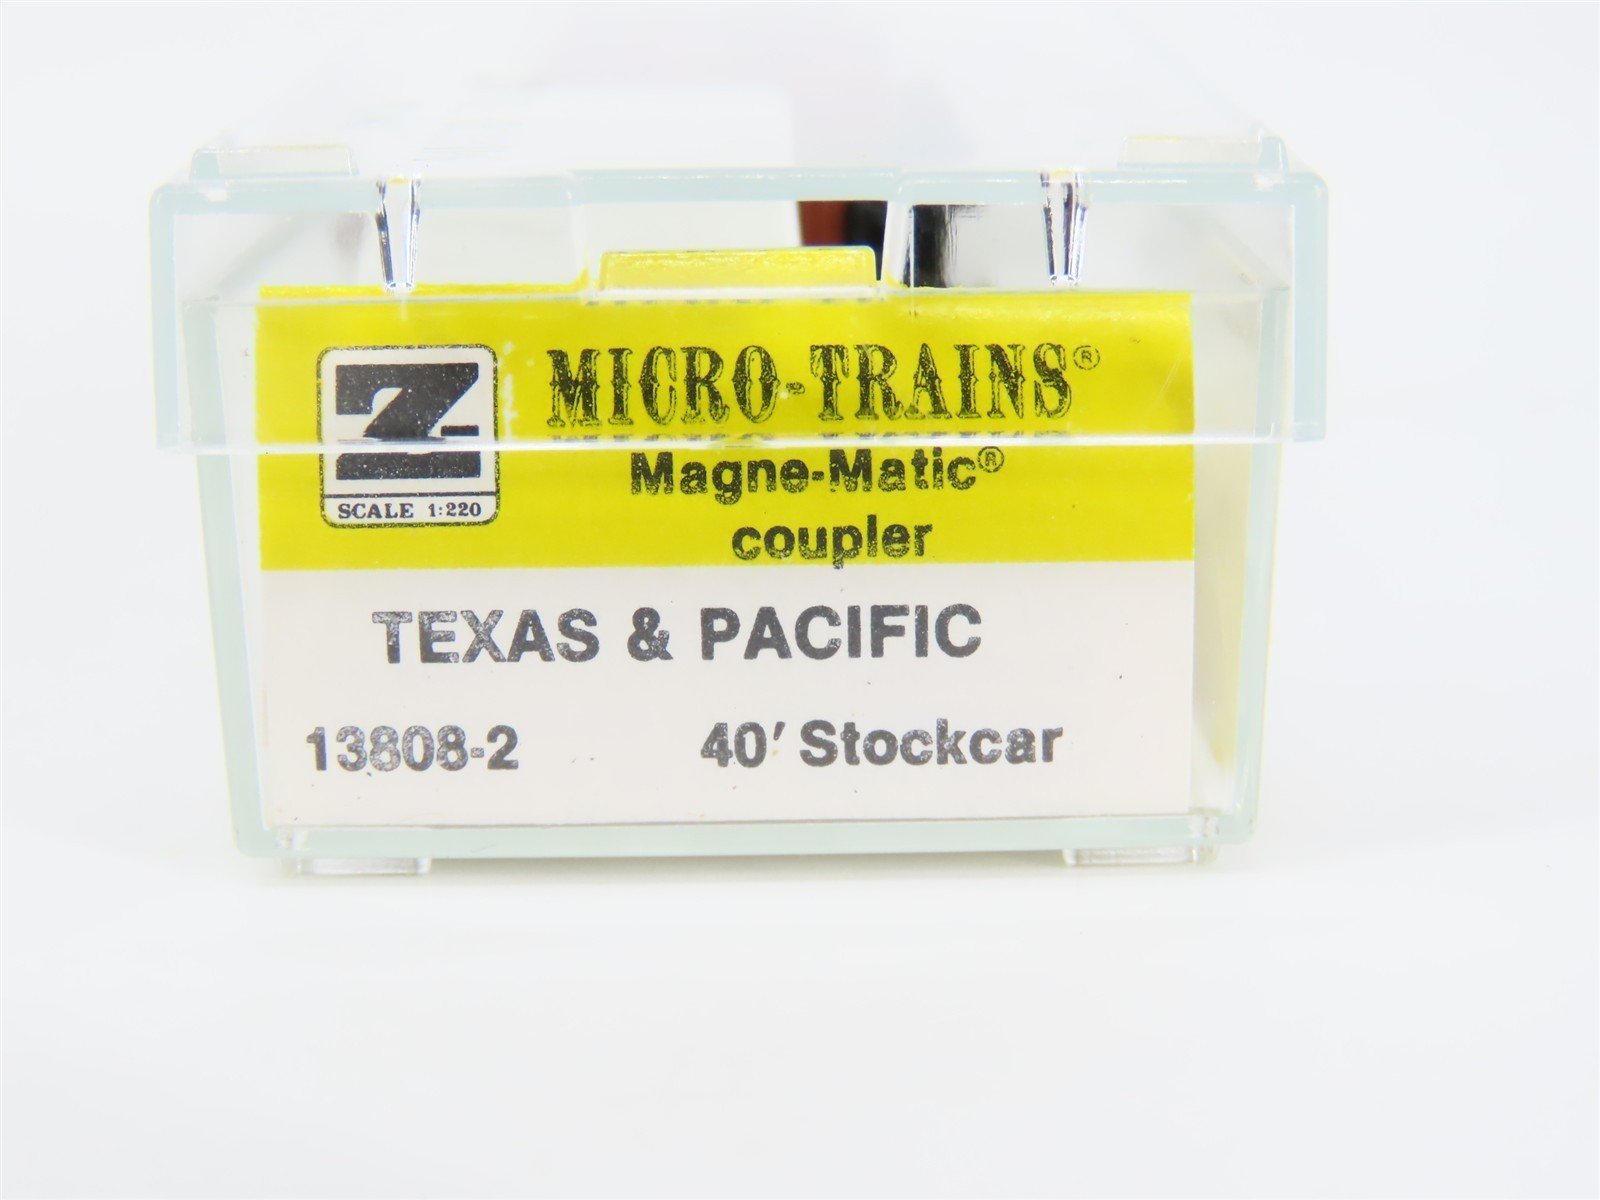 Z
SCALE 1:220
MICRO-TRAINS®
Magne-Matic®
coupler
TEXAS & PACIFIC
13808-2 40' Stockcar